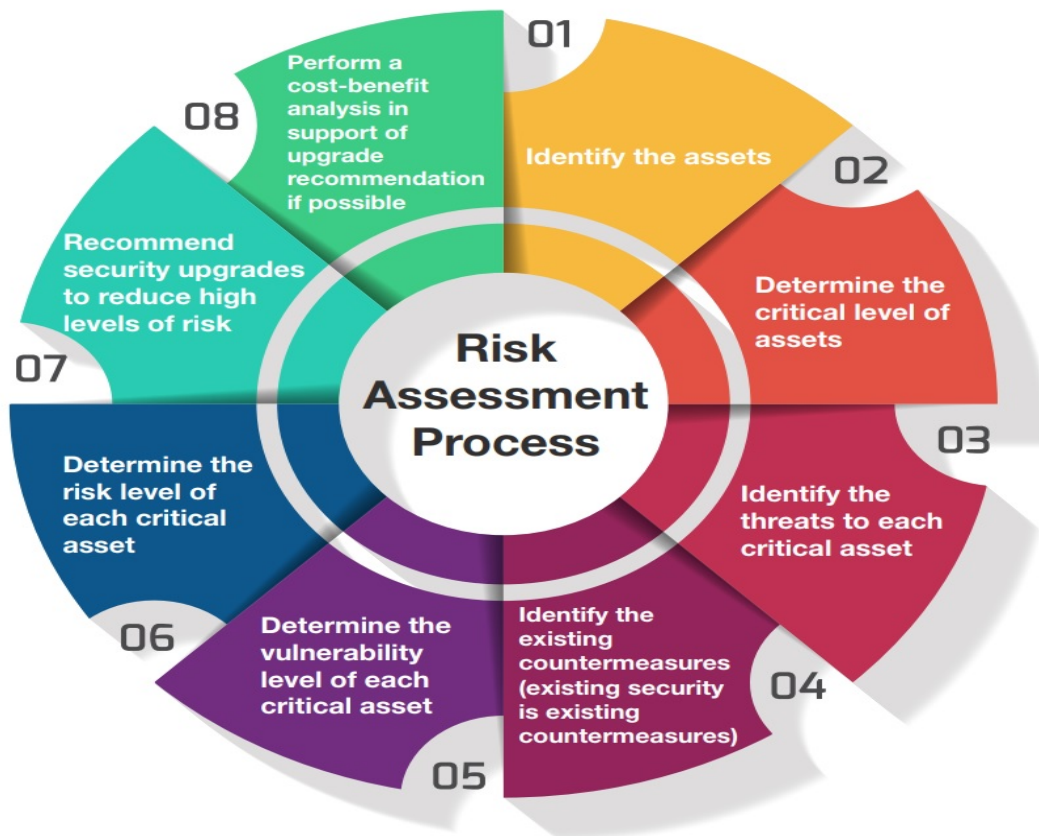 Risk
Assessment
Process
01
Identify the assets
02
Determine the
critical level of
assets
03
Identify the
threats to each
critical asset
04
Identify the
existing
countermeasures
(existing security
is existing
countermeasures)
05
Determine the
vulnerability
level of each
critical asset
06
Determine the
risk level of
each critical
asset
07
Recommend
security upgrades
to reduce high
levels of risk
08
Perform a
cost-benefit
analysis in
support of
upgrade
recommendation
if possible